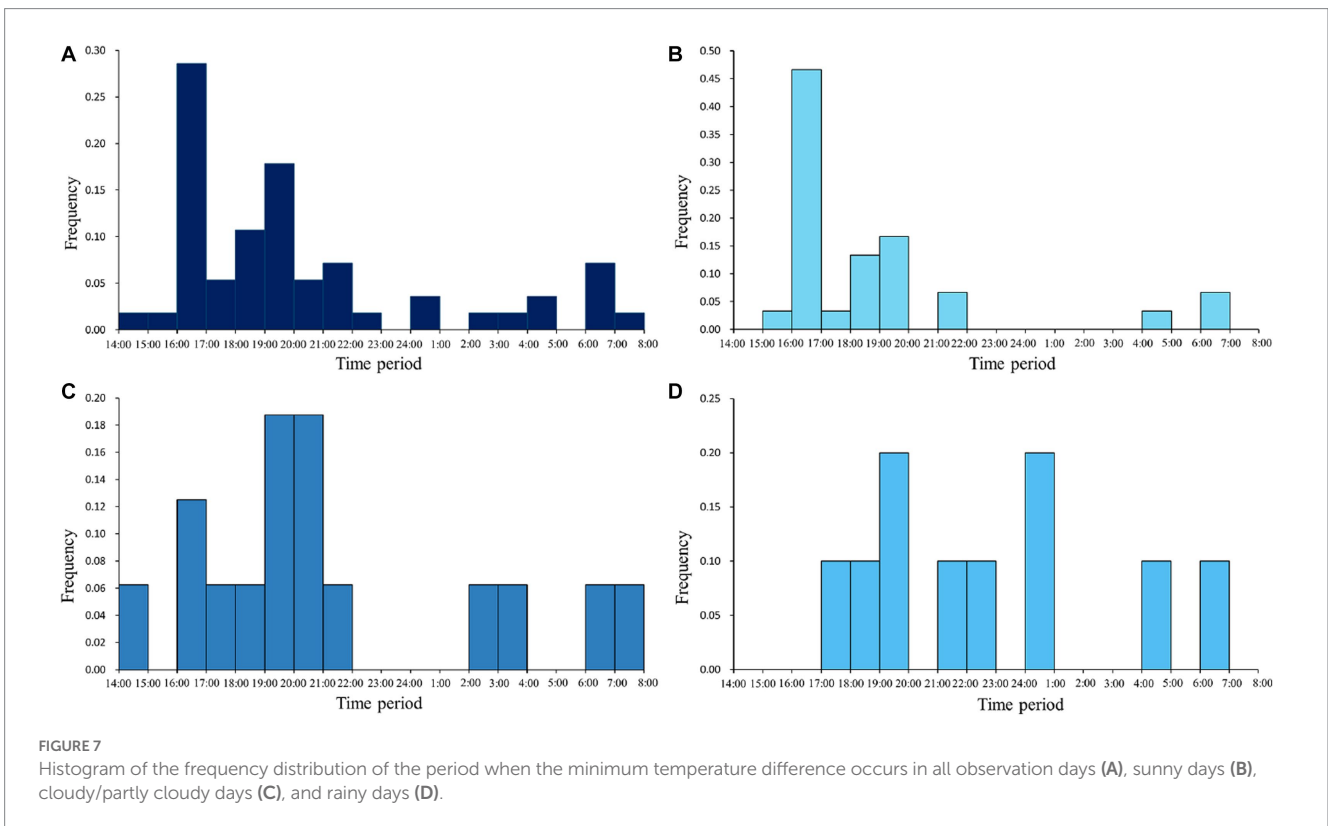 A
0.30
0.25
0.20
0.15
0.10
0.05
0.00
Frequency
14:00 15:00 16:00 17:00 18:00 19:00 20:00 21:00 22:00 23:00 24:00 1:00 2:00 3:00 4:00 5:00 6:00 7:00 8:00
Time period
B
0.50
0.45
0.40
0.35
0.30
0.25
0.20
0.15
0.10
0.05
0.00
Frequency
14:00 15:00 16:00 17:00 18:00 19:00 20:00 21:00 22:00 23:00 24:00 1:00 2:00 3:00 4:00 5:00 6:00 7:00 8:00
Time period
C
0.20
0.18
0.16
0.14
0.12
0.10
0.08
0.06
0.04
0.02
0.00
Frequency
14:00 15:00 16:00 17:00 18:00 19:00 20:00 21:00 22:00 23:00 24:00 1:00 2:00 3:00 4:00 5:00 6:00 7:00 8:00
Time period
D
0.25
0.20
0.15
0.10
0.05
0.00
Frequency
14:00 15:00 16:00 17:00 18:00 19:00 20:00 21:00 22:00 23:00 24:00 1:00 2:00 3:00 4:00 5:00 6:00 7:00 8:00
Time period
FIGURE 7
Histogram of the frequency distribution of the period when the minimum temperature difference occurs in all observation days (A), sunny days (B),
cloudy/partly cloudy days (C), and rainy days (D).